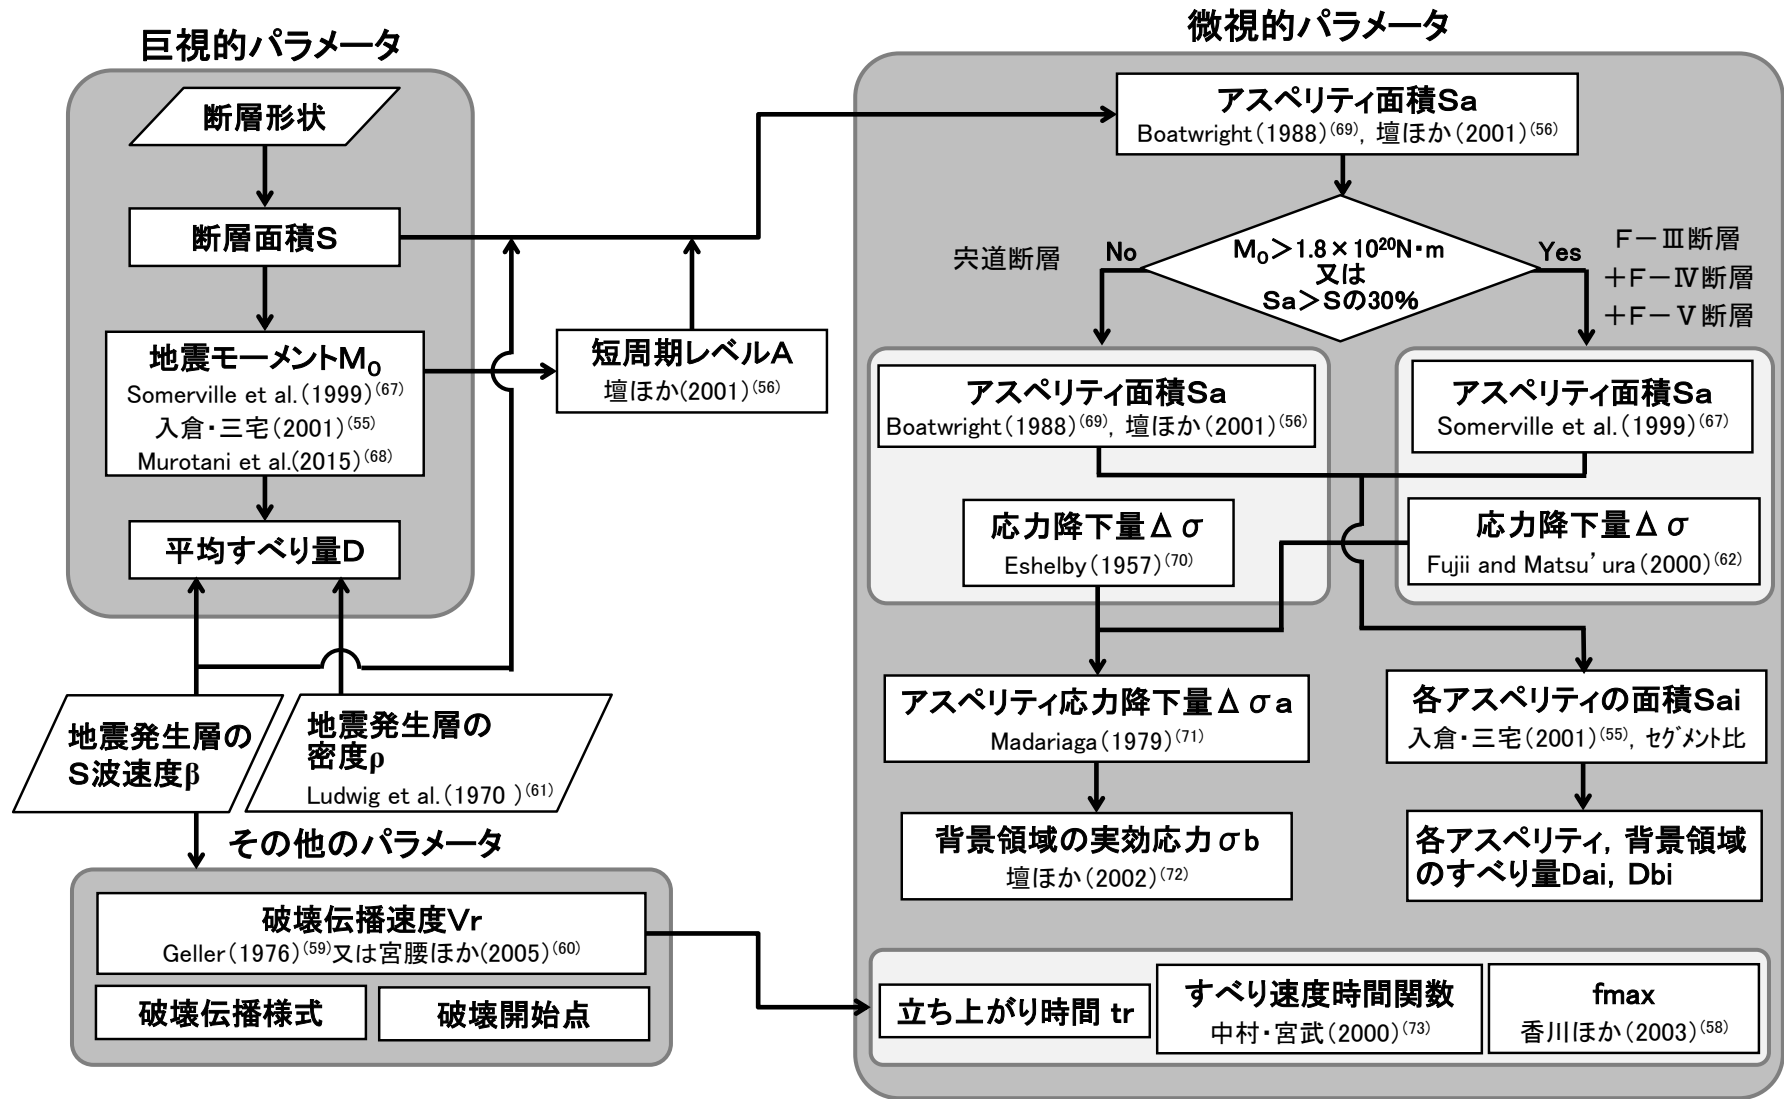 巨視的パラメータ
断層形状
断層面積S
地震モーメントM₀
Somerville et al.(1999)⁽⁶⁷⁾
入倉・三宅(2001)⁽⁵⁵⁾
Murotani et al.(2015)⁽⁶⁸⁾
平均すべり量D
短周期レベルA
壇ほか(2001)⁽⁵⁶⁾
地震発生層の
S波速度β
地震発生層の
密度ρ
Ludwig et al.(1970 )⁽⁶¹⁾
その他のパラメータ
破壊伝播速度Vr
Geller(1976)⁽⁵⁹⁾又は宮腰ほか(2005)⁽⁶⁰⁾
破壊伝播様式
破壊開始点
微視的パラメータ
アスペリティ面積Sa
Boatwright(1988)⁽⁶⁹⁾, 壇ほか(2001)⁽⁵⁶⁾
M₀>1.8×10²⁰N・m
又は
Sa>Sの30%
宍道断層
No
Yes
F-Ⅲ断層
+F-Ⅳ断層
+F-Ⅴ断層
アスペリティ面積Sa
Boatwright(1988)⁽⁶⁹⁾, 壇ほか(2001)⁽⁵⁶⁾
応力降下量Δσ
Eshelby(1957)⁽⁷⁰⁾
アスペリティ面積Sa
Somerville et al.(1999)⁽⁶⁷⁾
応力降下量Δσ
Fujii and Matsu'ura(2000)⁽⁶²⁾
アスペリティ応力降下量Δσa
Madariaga(1979)⁽⁷¹⁾
各アスペリティの面積Sai
入倉・三宅(2001)⁽⁵⁵⁾, セグメント比
背景領域の実効応力σb
壇ほか(2002)⁽⁷²⁾
各アスペリティ, 背景領域
のすべり量Dai, Dbi
立ち上がり時間 tr
すべり速度時間関数
中村・宮武(2000)⁽⁷³⁾
fmax
香川ほか(2003)⁽⁵⁸⁾